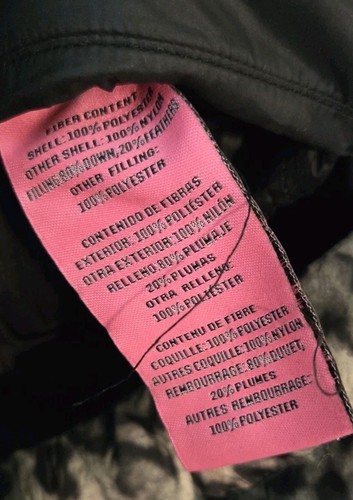 FIBER CONTENT
SHELL: 100% POLYESTER
OTHER SHELL: 100% NYLON
FILLING:80% DOWN, 20% FEATHERS
OTHER FILLING:
100% POLYESTER
CONTENIDO DE FIBRAS
EXTERIOR: 100% POLIÉSTER
OTRA EXTERIOR: 100% NILÓN
RELLENO:80% PLUMAJE
20% PLUMAS
OTRA RELLENO:
100% POLYESTER
CONTENU DE FIBRE
COQUILLE: 100% POLYESTER
AUTRES COQUILLE: 100% NYLON
REMBOURRAGE: 80% DUVET,
20% PLUMES
AUTRES REMBOURRAGE:
100% POLYESTER